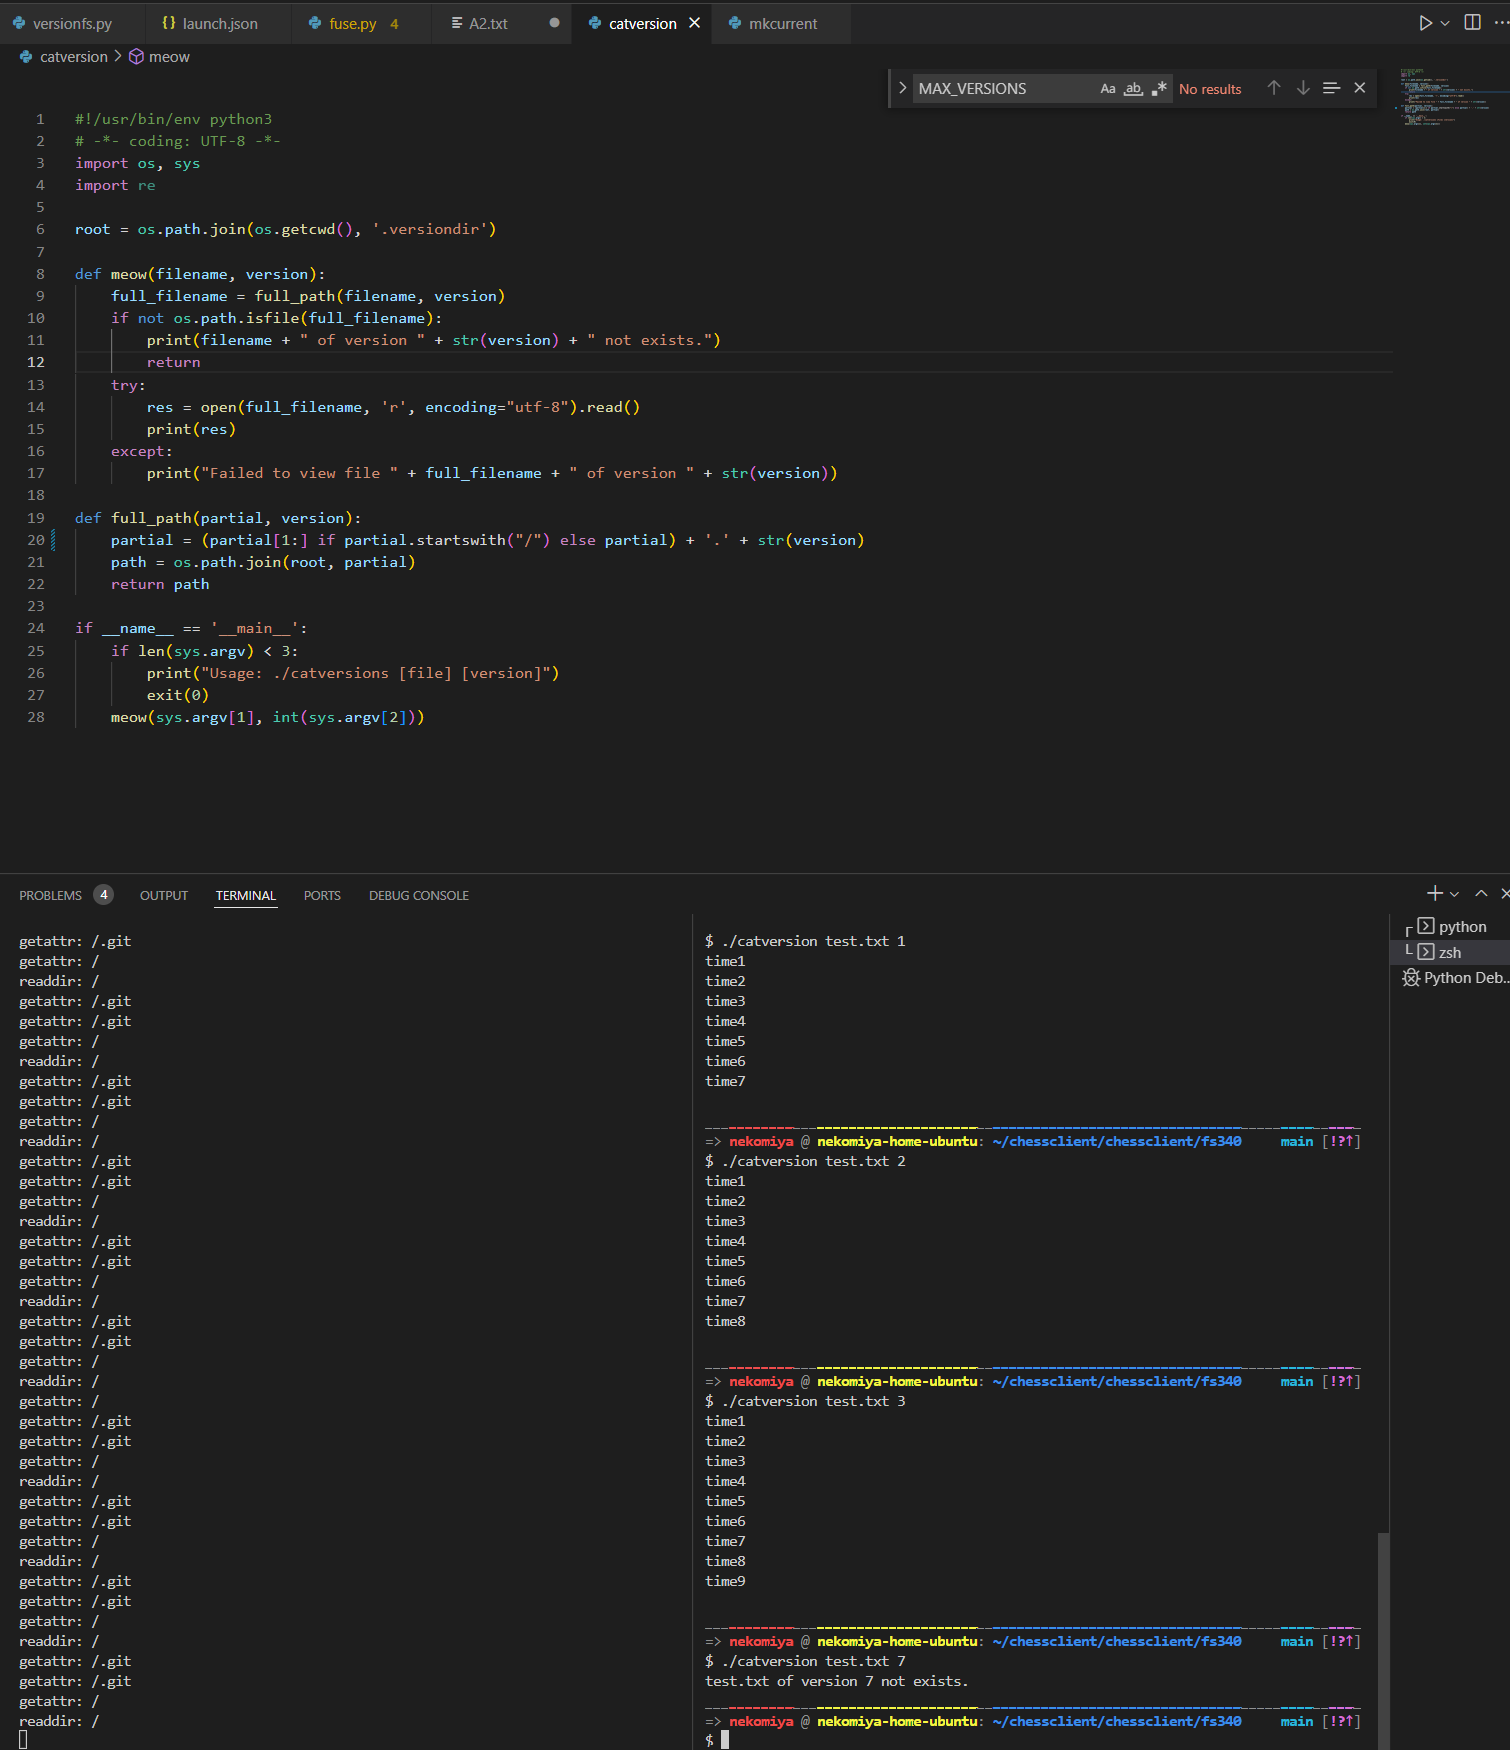 versionfs.py
launch.json
fuse.py 4
A2.txt
catversion
mkcurrent
catversion > meow
MAX_VERSIONS
Aa ab No results
1 #!/usr/bin/env python3
2 # -*- coding: UTF-8 -*-
3 import os, sys
4 import re
5
6 root = os.path.join(os.getcwd(), '.versiondir')
7
8 def meow(filename, version):
9 full_filename = full_path(filename, version)
10 if not os.path.isfile(full_filename):
11 print(filename + " of version " + str(version) + " not exists.")
12 return
13 try:
14 res = open(full_filename, 'r', encoding="utf-8").read()
15 print(res)
16 except:
17 print("Failed to view file " + full_filename + " of version " + str(version))
18
19 def full_path(partial, version):
20 partial = (partial[1:] if partial.startswith("/") else partial) + '.' + str(version)
21 path = os.path.join(root, partial)
22 return path
23
24 if __name__ == '__main__':
25 if len(sys.argv) < 3:
26 print("Usage: ./catversions [file] [version]")
27 exit(0)
28 meow(sys.argv[1], int(sys.argv[2]))
PROBLEMS 4 OUTPUT TERMINAL PORTS DEBUG CONSOLE
getattr: /.git
getattr: /
readdir: /
getattr: /.git
getattr: /.git
getattr: /
readdir: /
getattr: /.git
getattr: /.git
getattr: /
readdir: /
getattr: /.git
getattr: /.git
getattr: /
readdir: /
getattr: /.git
getattr: /.git
getattr: /
readdir: /
getattr: /.git
getattr: /.git
getattr: /
readdir: /
getattr: /
getattr: /.git
getattr: /.git
getattr: /
readdir: /
getattr: /.git
getattr: /.git
getattr: /
readdir: /
getattr: /.git
getattr: /.git
getattr: /
readdir: /
getattr: /.git
getattr: /.git
getattr: /
readdir: /
$ ./catversion test.txt 1
time1
time2
time3
time4
time5
time6
time7
=> nekomiya @ nekomiya-home-ubuntu: ~/chessclient/chessclient/fs340 main [!?↑]
$ ./catversion test.txt 2
time1
time2
time3
time4
time5
time6
time7
time8
=> nekomiya @ nekomiya-home-ubuntu: ~/chessclient/chessclient/fs340 main [!?↑]
$ ./catversion test.txt 3
time1
time2
time3
time4
time5
time6
time7
time8
time9
=> nekomiya @ nekomiya-home-ubuntu: ~/chessclient/chessclient/fs340 main [!?↑]
$ ./catversion test.txt 7
test.txt of version 7 not exists.
=> nekomiya @ nekomiya-home-ubuntu: ~/chessclient/chessclient/fs340 main [!?↑]
$
python
zsh
Python Deb...